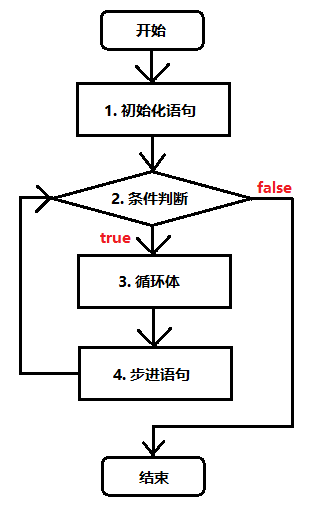 开始
1. 初始化语句
2. 条件判断
false
true
3. 循环体
4. 步进语句
结束